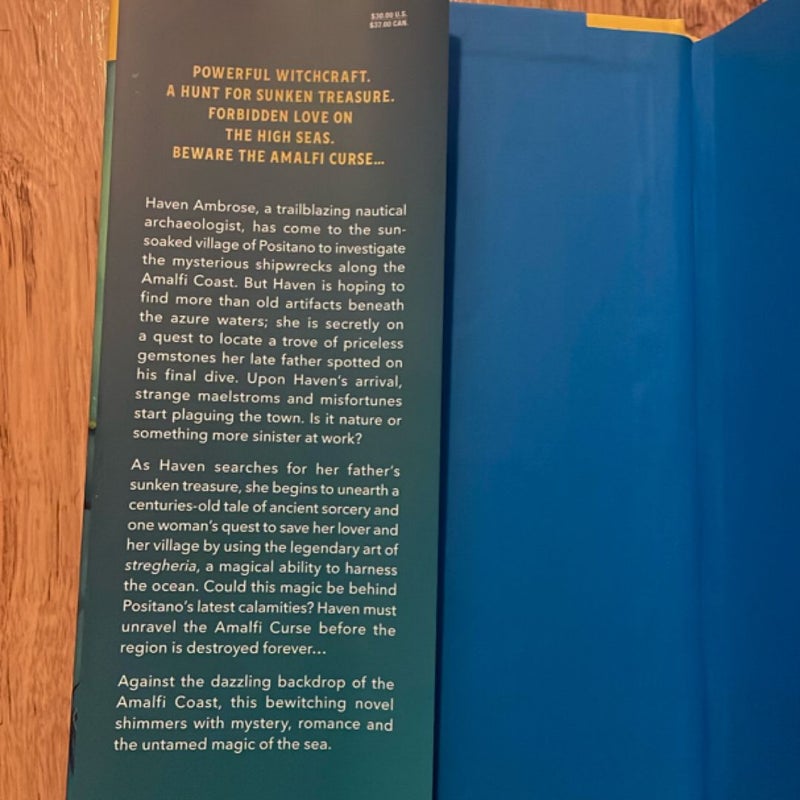 $30.00 U.S.
$37.00 CAN.
POWERFUL WITCHCRAFT.
A HUNT FOR SUNKEN TREASURE.
FORBIDDEN LOVE ON
THE HIGH SEAS.
BEWARE THE AMALFI CURSE...
Haven Ambrose, a trailblazing nautical
archaeologist, has come to the sun-
soaked village of Positano to investigate
the mysterious shipwrecks along the
Amalfi Coast. But Haven is hoping to
find more than old artifacts beneath
the azure waters; she is secretly on
a quest to locate a trove of priceless
gemstones her late father spotted on
his final dive. Upon Haven's arrival,
strange maelstroms and misfortunes
start plaguing the town. Is it nature or
something more sinister at work?
As Haven searches for her father's
sunken treasure, she begins to unearth a
centuries-old tale of ancient sorcery and
one woman's quest to save her lover and
her village by using the legendary art of
stregheria, a magical ability to harness
the ocean. Could this magic be behind
Positano's latest calamities? Haven must
unravel the Amalfi Curse before the
region is destroyed forever...
Against the dazzling backdrop of the
Amalfi Coast, this bewitching novel
shimmers with mystery, romance and
the untamed magic of the sea.